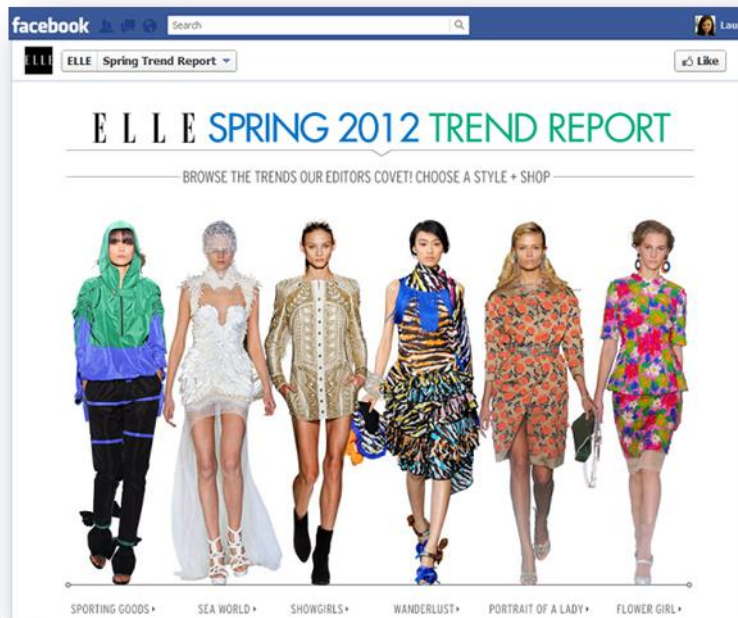 facebook Search Lau
ELLE ELLE Spring Trend Report Like
ELLE SPRING 2012 TREND REPORT
BROWSE THE TRENDS OUR EDITORS COVET! CHOOSE A STYLE + SHOP
SPORTING GOODS SEA WORLD SHOWGIRLS WANDERLUST PORTRAIT OF A LADY FLOWER GIRL